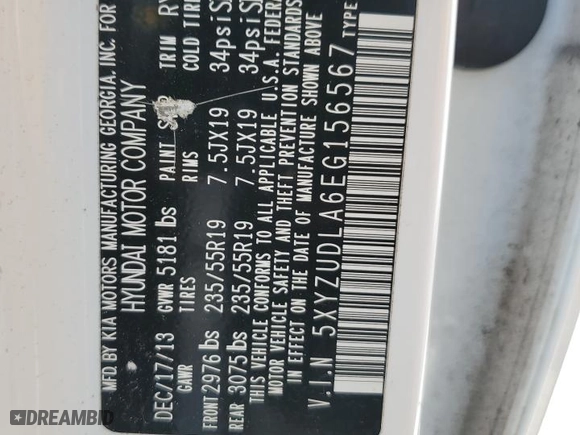 MFD BY KIA MOTORS MANUFACTURING GEORGIA, INC. FOR
HYUNDAI MOTOR COMPANY
DEC/17/13 GVWR 5181 lbs PAINT TRIM RY
GAWR TIRES RIMS COLD TIRE
FRONT 2976 lbs 235/55R19 7.5JX19 34psi
REAR 3075 lbs 235/55R19 7.5JX19 34psi
THIS VEHICLE CONFORMS TO ALL APPLICABLE U.S.A. FEDERAL
MOTOR VEHICLE SAFETY AND THEFT PREVENTION STANDARDS
IN EFFECT ON THE DATE OF MANUFACTURE SHOWN ABOVE
V.I.N 5XYZUDLA6EG156567 TYPE
DREAMBID